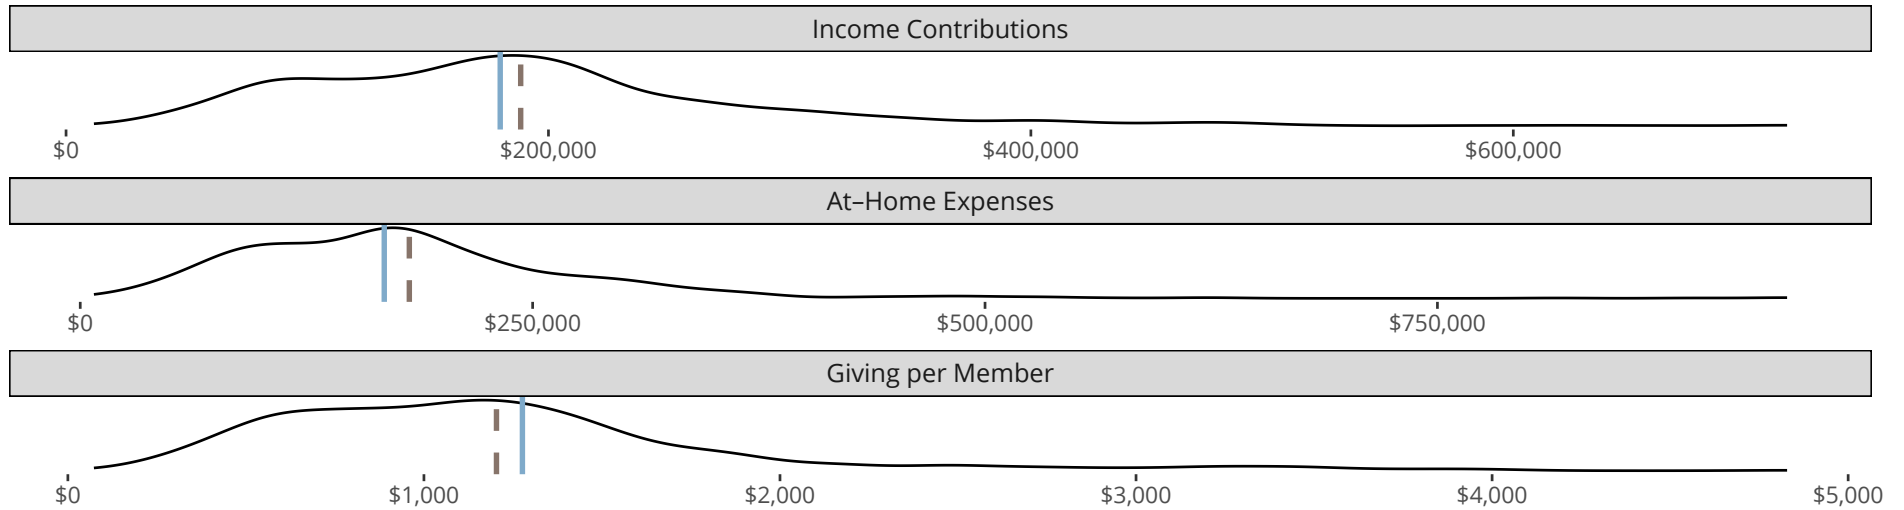 Income Contributions
$0 $200,000 $400,000 $600,000
At–Home Expenses
$0 $250,000 $500,000 $750,000
Giving per Member
$0 $1,000 $2,000 $3,000 $4,000 $5,000